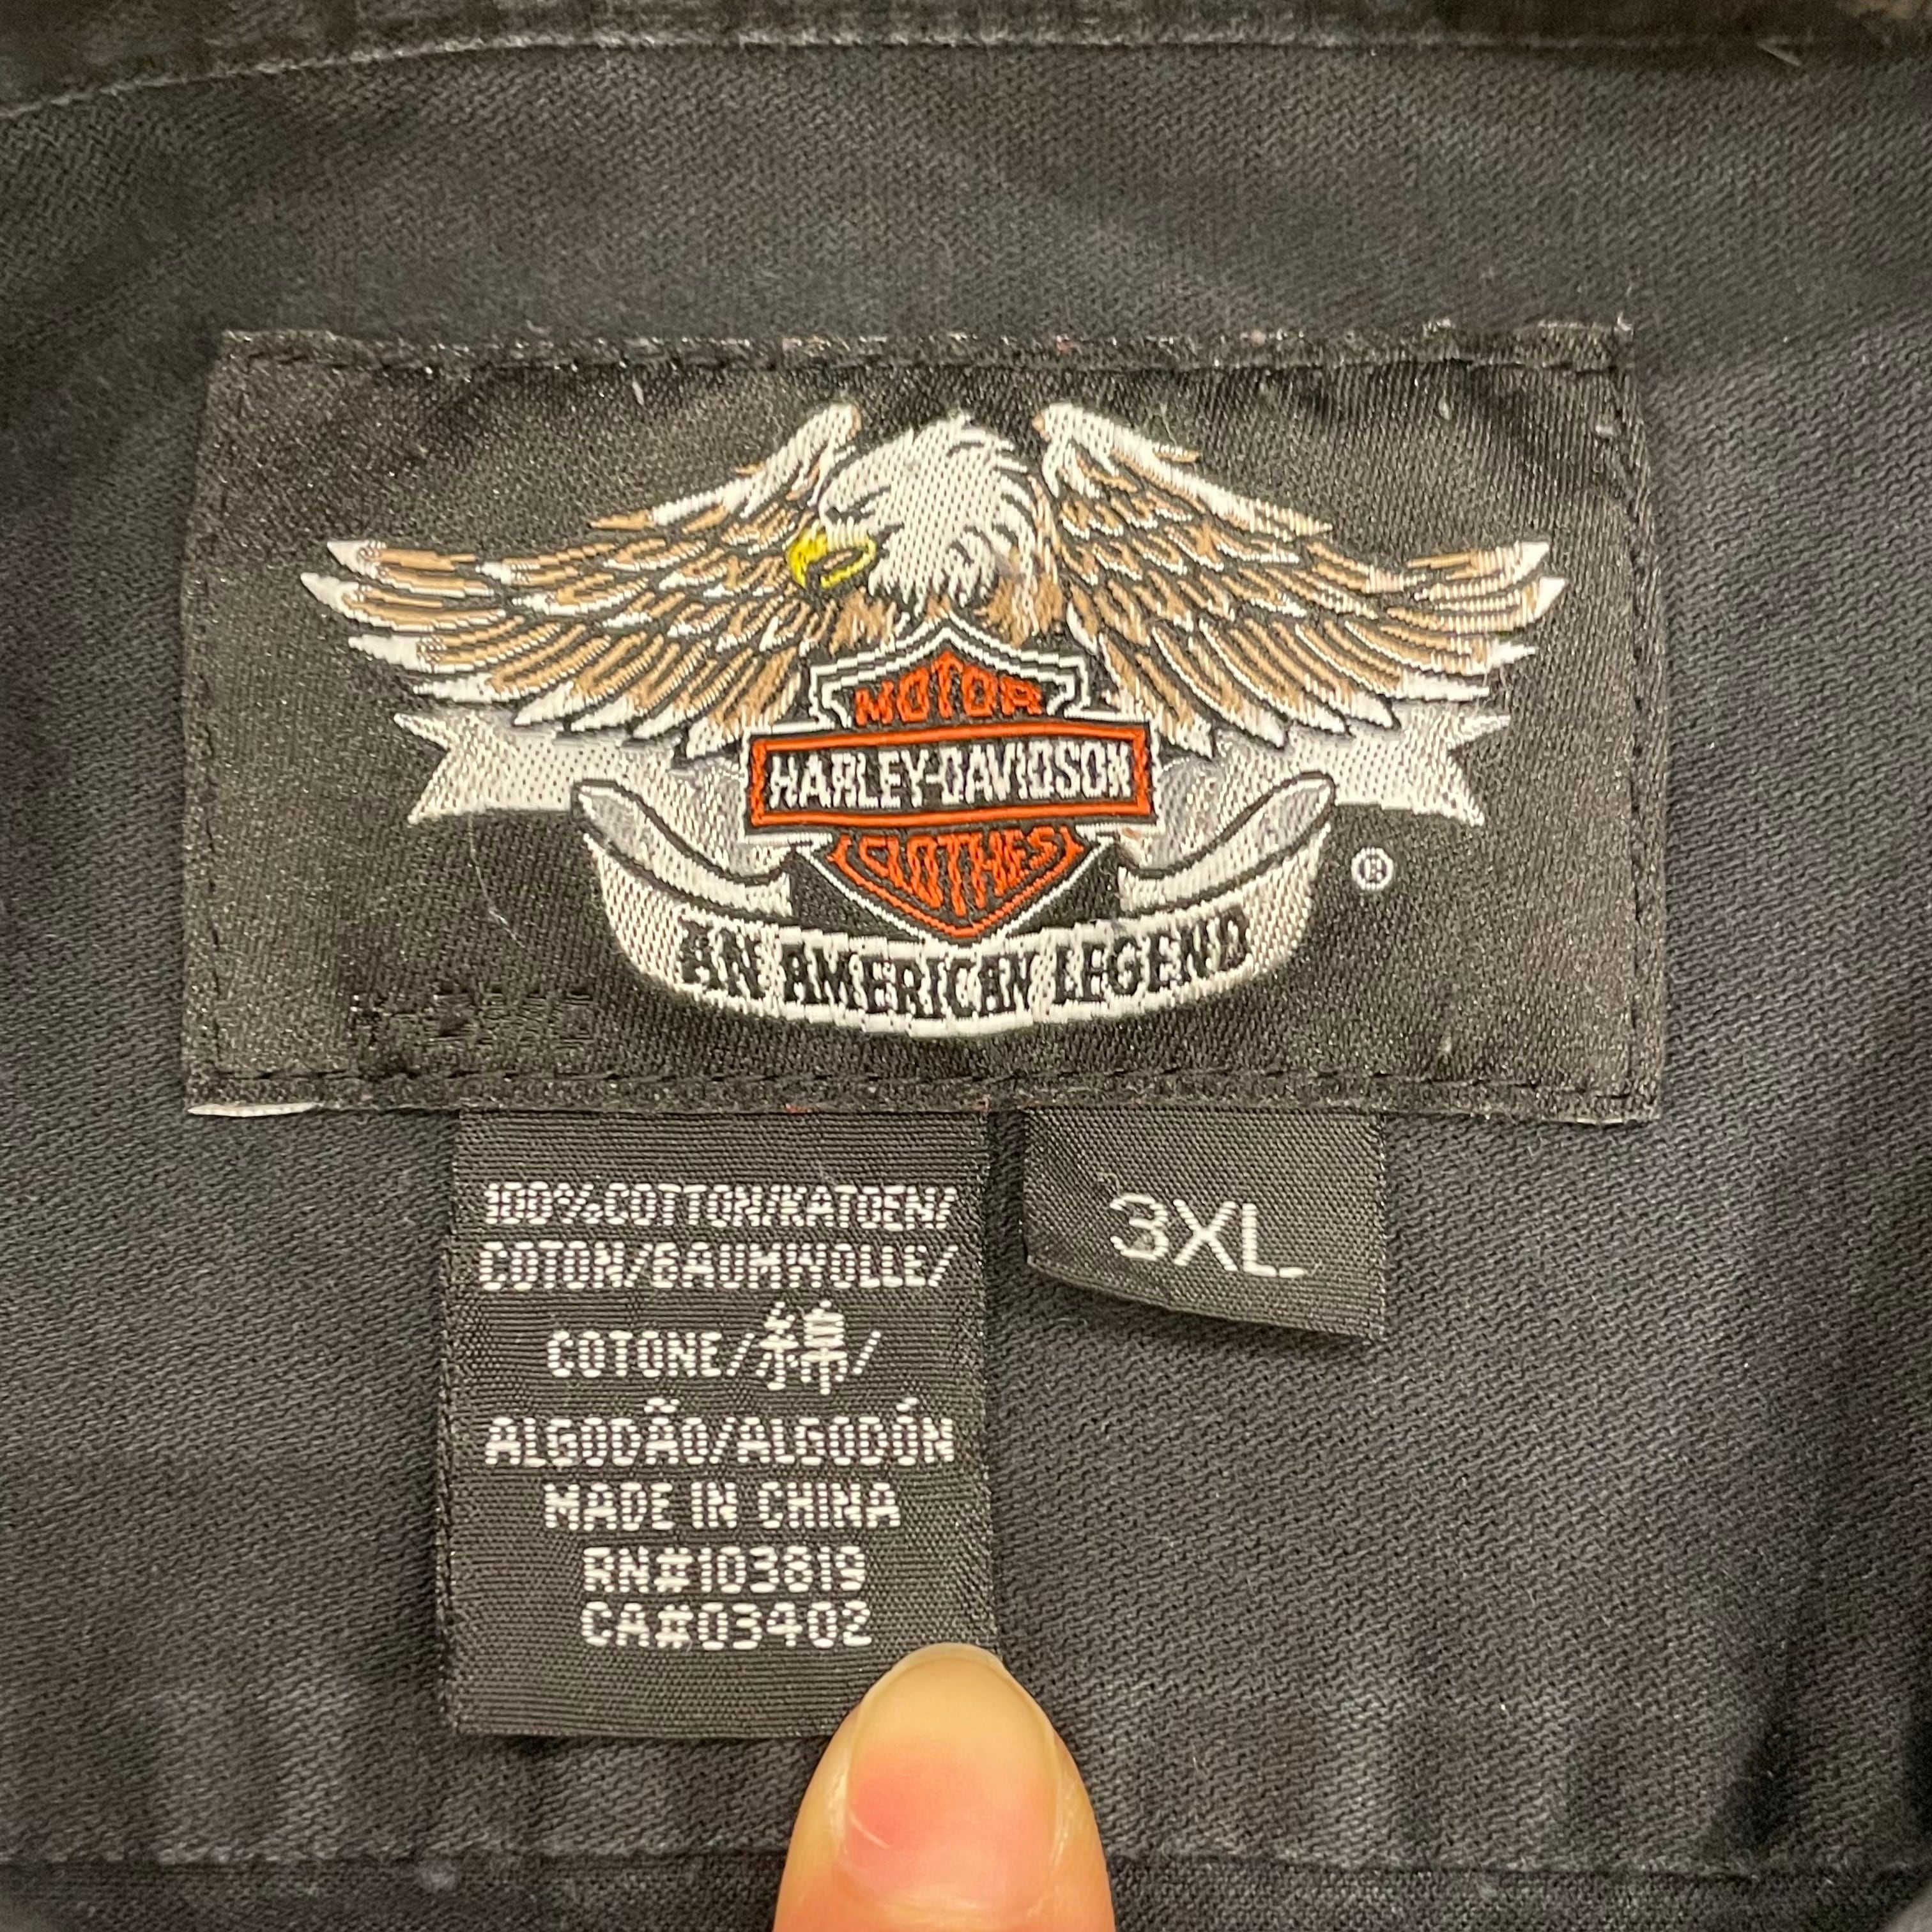 MOTOR
HARLEY-DAVIDSON
CLOTHES
®
AN AMERICAN LEGEND
100%COTTON/KATOEN/
COTON/BAUMWOLLE/
COTONE/綿/
ALGODÃO/ALGODÓN
MADE IN CHINA
RN#103819
CA#03402
3XL